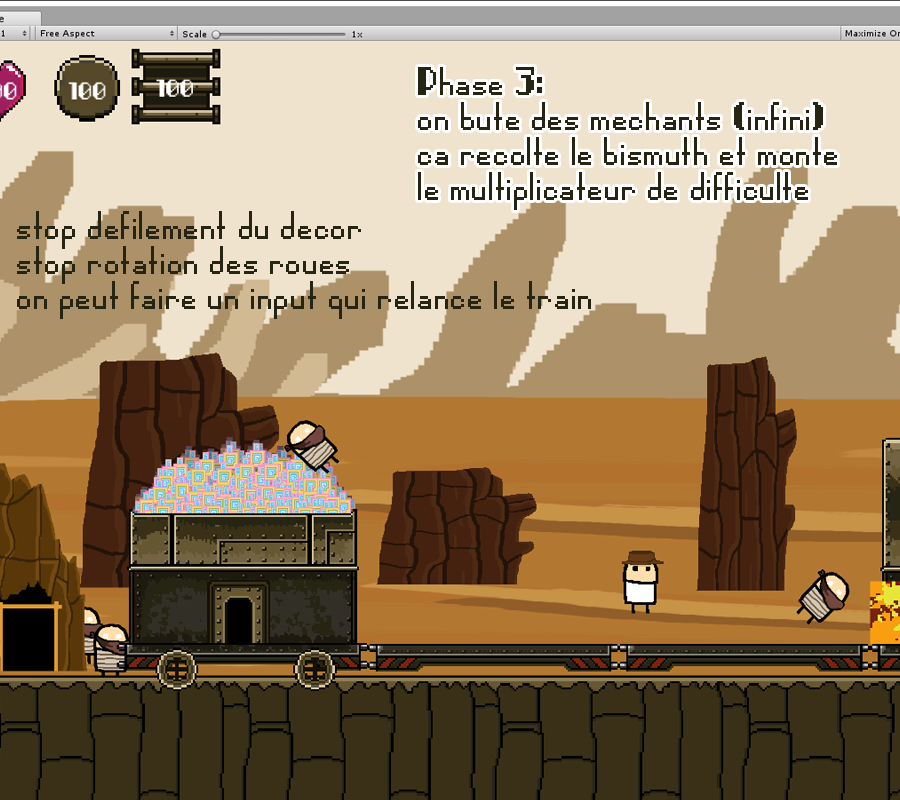 1 Free Aspect Scale 1x Maximize On
100 100
Phase 3:
on bute des mechants (infini)
ca recolte le bismuth et monte
le multiplicateur de difficulte
stop defilement du decor
stop rotation des roues
on peut faire un input qui relance le train